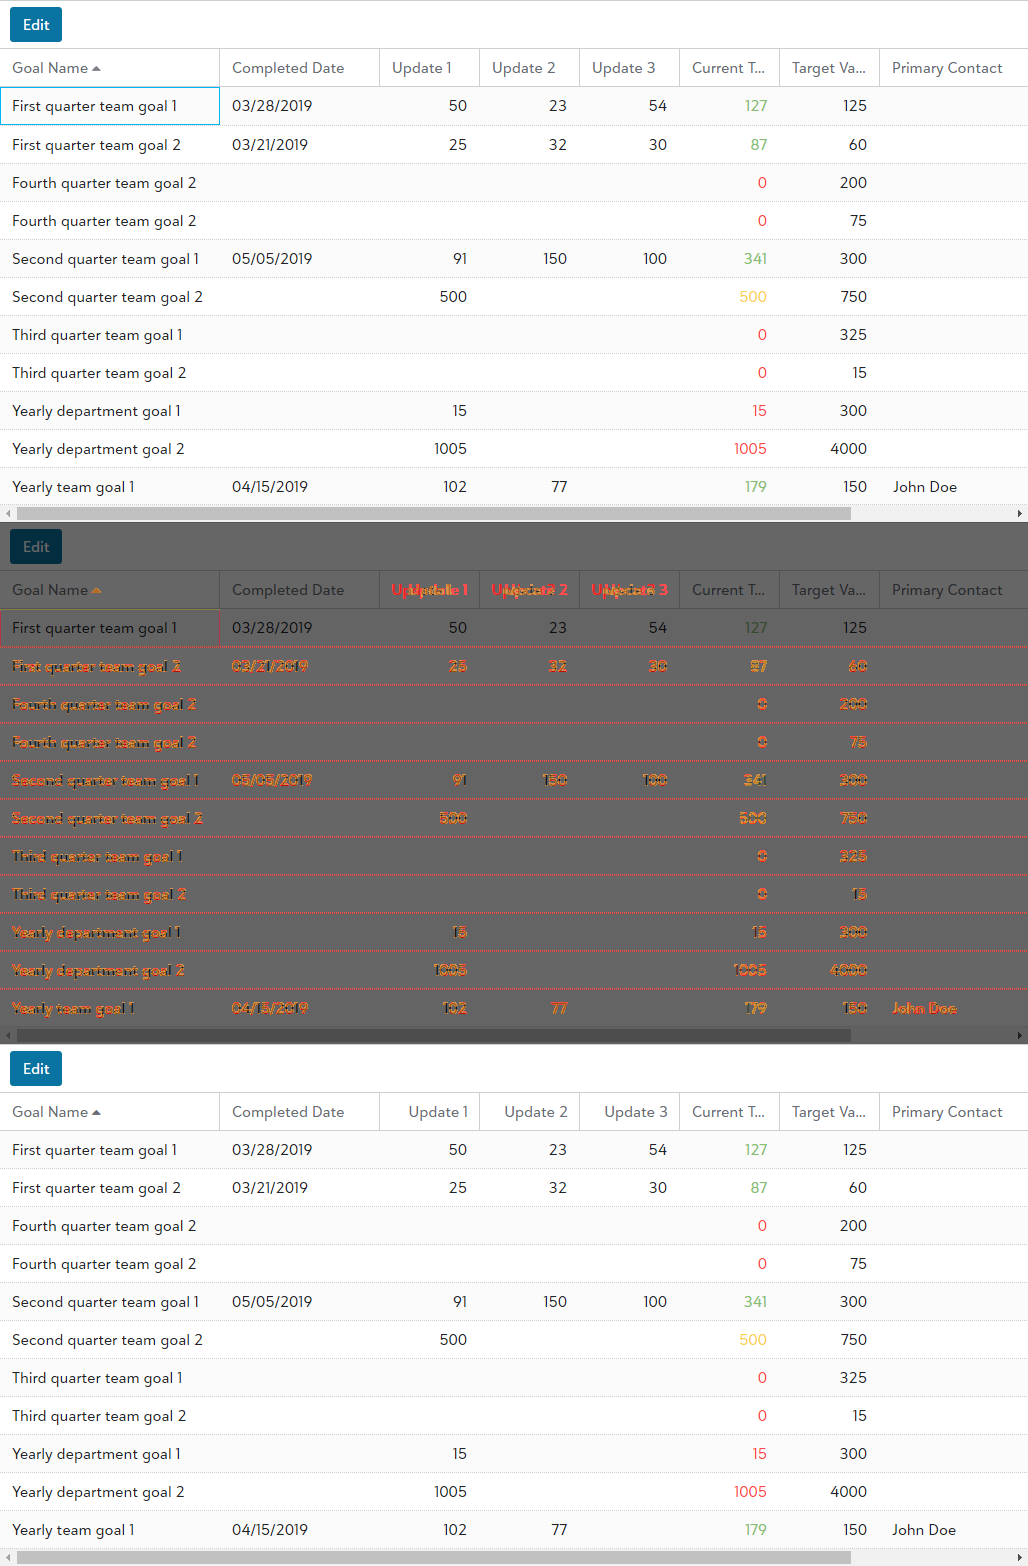 Edit
Goal Name Completed Date Update 1 Update 2 Update 3 Current T... Target Va... Primary Contact
First quarter team goal 1 03/28/2019 50 23 54 127 125
First quarter team goal 2 03/21/2019 25 32 30 87 60
Fourth quarter team goal 2 0 200
Fourth quarter team goal 2 0 75
Second quarter team goal 1 05/05/2019 91 150 100 341 300
Second quarter team goal 2 500 500 750
Third quarter team goal 1 0 325
Third quarter team goal 2 0 15
Yearly department goal 1 15 15 300
Yearly department goal 2 1005 1005 4000
Yearly team goal 1 04/15/2019 102 77 179 150 John Doe
Edit
Goal Name Completed Date Update 1 Update 2 Update 3 Current T... Target Va... Primary Contact
First quarter team goal 1 03/28/2019 50 23 54 127 125
First quarter team goal 2 03/21/2019 25 32 30 87 60
Fourth quarter team goal 2 0 200
Fourth quarter team goal 2 0 75
Second quarter team goal 1 05/05/2019 91 150 100 341 300
Second quarter team goal 2 500 500 750
Third quarter team goal 1 0 325
Third quarter team goal 2 0 15
Yearly department goal 1 15 15 300
Yearly department goal 2 1005 1005 4000
Yearly team goal 1 04/15/2019 102 77 179 150 John Doe
Edit
Goal Name Completed Date Update 1 Update 2 Update 3 Current T... Target Va... Primary Contact
First quarter team goal 1 03/28/2019 50 23 54 127 125
First quarter team goal 2 03/21/2019 25 32 30 87 60
Fourth quarter team goal 2 0 200
Fourth quarter team goal 2 0 75
Second quarter team goal 1 05/05/2019 91 150 100 341 300
Second quarter team goal 2 500 500 750
Third quarter team goal 1 0 325
Third quarter team goal 2 0 15
Yearly department goal 1 15 15 300
Yearly department goal 2 1005 1005 4000
Yearly team goal 1 04/15/2019 102 77 179 150 John Doe